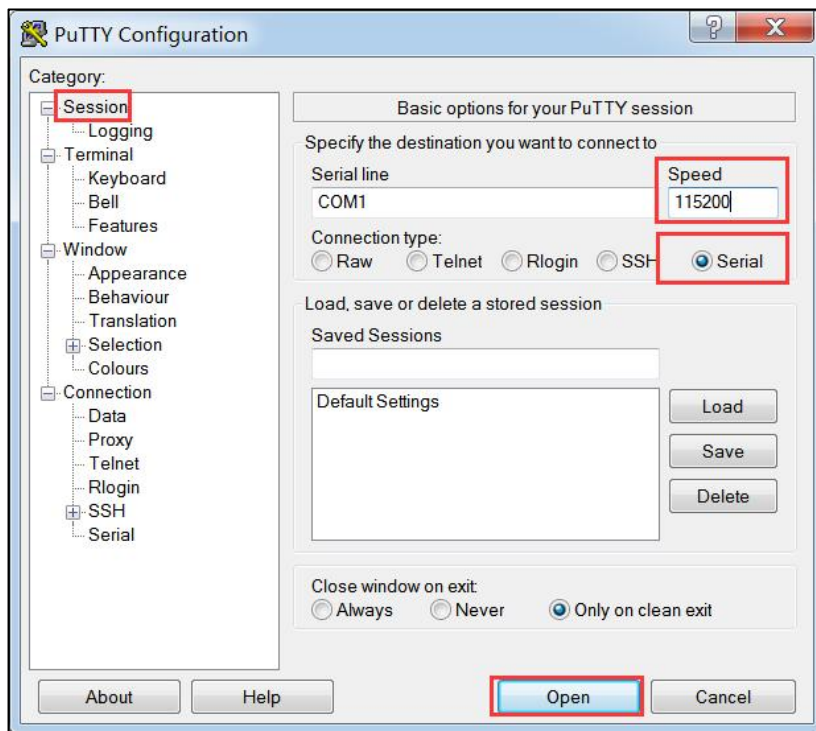 PuTTY Configuration
Category:
Session
Logging
Terminal
Keyboard
Bell
Features
Window
Appearance
Behaviour
Translation
Selection
Colours
Connection
Data
Proxy
Telnet
Rlogin
SSH
Serial
Basic options for your PuTTY session
Specify the destination you want to connect to
Serial line Speed
COM1 115200
Connection type:
Raw Telnet Rlogin SSH Serial
Load, save or delete a stored session
Saved Sessions
Default Settings
Load
Save
Delete
Close window on exit:
Always Never Only on clean exit
About Help Open Cancel